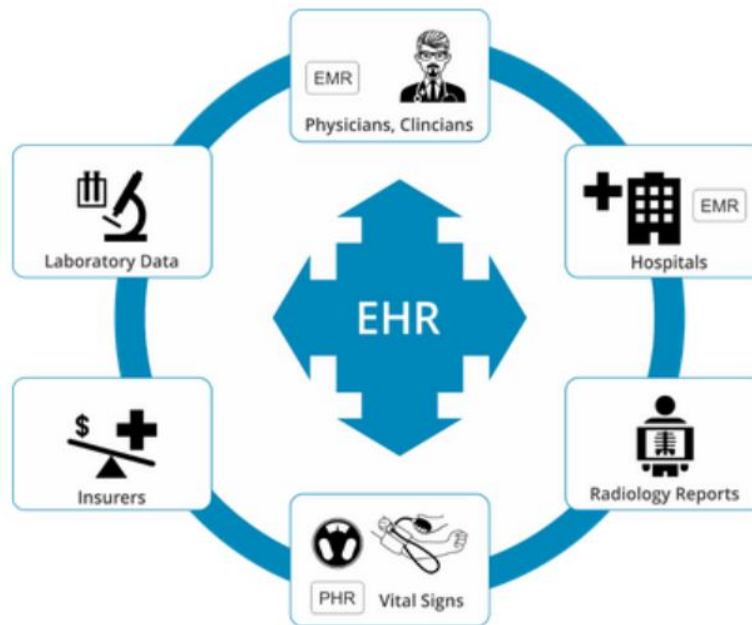 EMR
Physicians, Clincians
EMR
Hospitals
Laboratory Data
EHR
$
Insurers
Radiology Reports
PHR Vital Signs